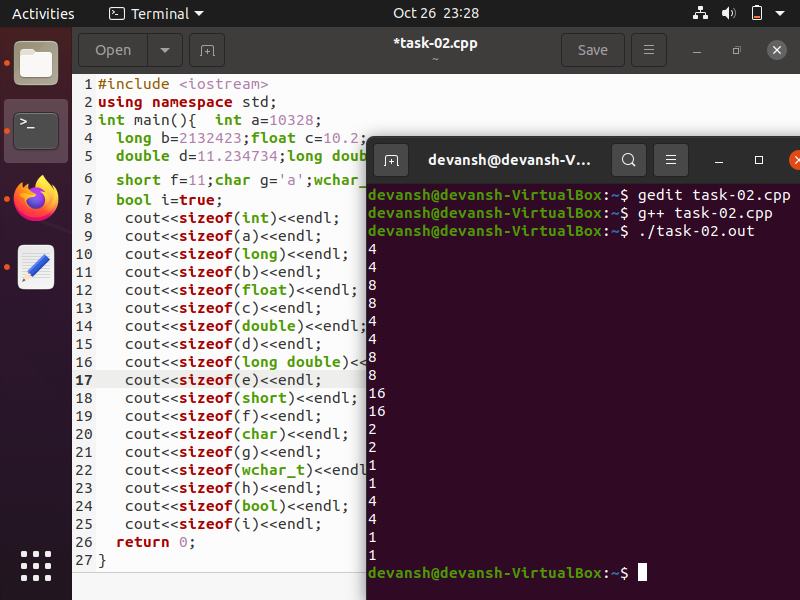 Activities Terminal Oct 26 23:28
Open *task-02.cpp Save
~
1 #include <iostream>
2 using namespace std;
3 int main(){  int a=10328;
4   long b=2132423;float c=10.2;
5   double d=11.234734;long doub
6   short f=11;char g='a';wchar_
7   bool i=true;
8    cout<<sizeof(int)<<endl;
9    cout<<sizeof(a)<<endl;
10    cout<<sizeof(long)<<endl;
11    cout<<sizeof(b)<<endl;
12    cout<<sizeof(float)<<endl;
13    cout<<sizeof(c)<<endl;
14    cout<<sizeof(double)<<endl;
15    cout<<sizeof(d)<<endl;
16    cout<<sizeof(long double)<<
17    cout<<sizeof(e)<<endl;
18    cout<<sizeof(short)<<endl;
19    cout<<sizeof(f)<<endl;
20    cout<<sizeof(char)<<endl;
21    cout<<sizeof(g)<<endl;
22    cout<<sizeof(wchar_t)<<endl
23    cout<<sizeof(h)<<endl;
24    cout<<sizeof(bool)<<endl;
25    cout<<sizeof(i)<<endl;
26   return 0;
27 }
devansh@devansh-V...
devansh@devansh-VirtualBox:~$ gedit task-02.cpp
devansh@devansh-VirtualBox:~$ g++ task-02.cpp
devansh@devansh-VirtualBox:~$ ./task-02.out
4
4
8
8
4
4
8
8
16
16
2
2
1
1
4
4
1
1
devansh@devansh-VirtualBox:~$